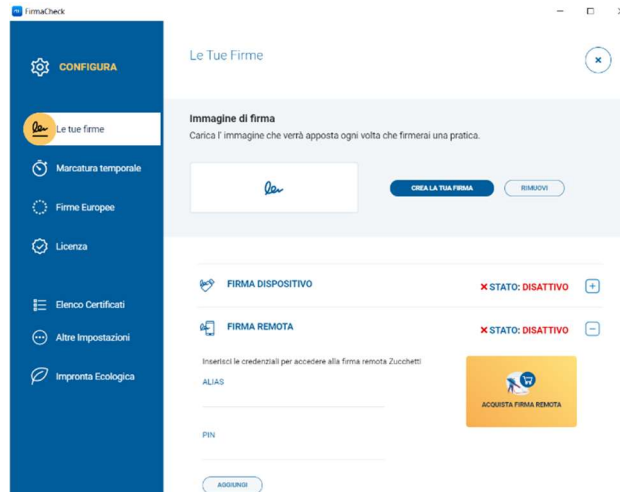 FirmaCheck
CONFIGURA
Le tue firme
Marcatura temporale
Firme Europee
Licenza
Elenco Certificati
Altre Impostazioni
Impronta Ecologica
Le Tue Firme
Immagine di firma
Carica l' immagine che verrà apposta ogni volta che firmerai una pratica.
CREA LA TUA FIRMA
RIMUOVI
FIRMA DISPOSITIVO
STATO: DISATTIVO
FIRMA REMOTA
STATO: DISATTIVO
Inserisci le credenziali per accedere alla firma remota Zucchetti
ALIAS
ACQUISTA FIRMA REMOTA
PIN
AGGIUNGI